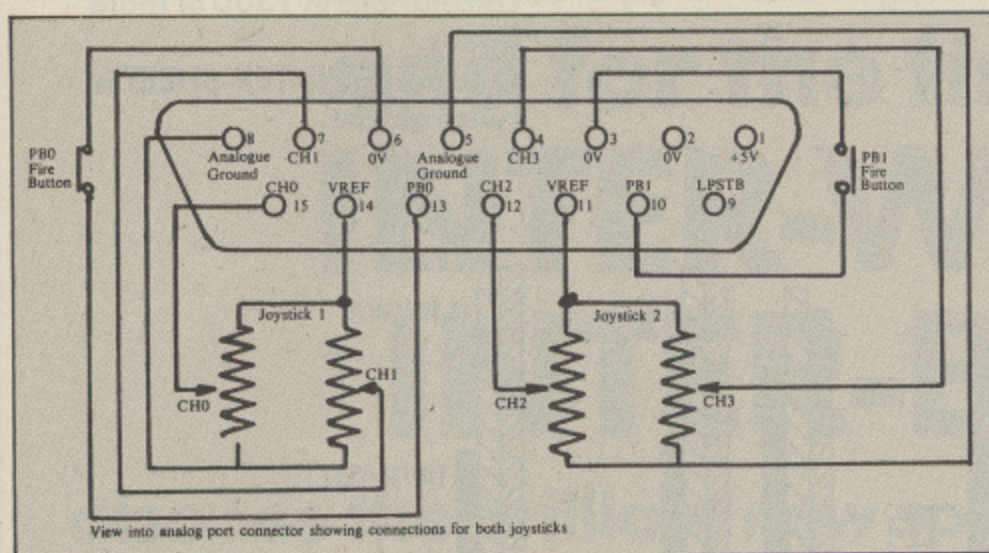 8 7 6 5 4 3 2 1
Analogue Ground CH1 0V Analogue Ground CH3 0V 0V +5V
PB0 Fire Button
PB1 Fire Button
CH0 VREF PB0 CH2 VREF PB1 LPSTB
15 14 13 12 11 10 9
Joystick 1
Joystick 2
CH0
CH1
CH2
CH3
View into analog port connector showing connections for both joysticks